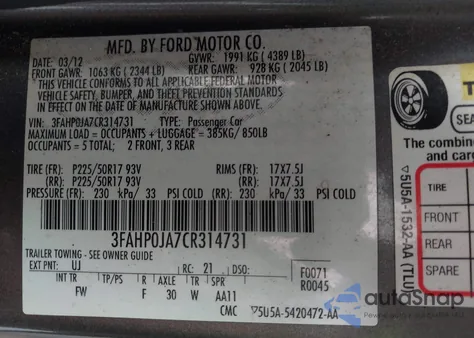 MFD. BY FORD MOTOR CO.
DATE: 03/12 GVWR: 1991 KG ( 4389 LB)
FRONT GAWR: 1063 KG ( 2344 LB) REAR GAWR: 928 KG ( 2045 LB)
THIS VEHICLE CONFORMS TO ALL APPLICABLE FEDERAL MOTOR
VEHICLE SAFETY, BUMPER, AND THEFT PREVENTION STANDARDS
IN EFFECT ON THE DATE OF MANUFACTURE SHOWN ABOVE.
VIN: 3FAHP0JA7CR314731 TYPE: Passenger Car
MAXIMUM LOAD = OCCUPANTS + LUGGAGE = 385KG/ 850LB
OCCUPANTS = 5 TOTAL; 2 FRONT, 3 REAR
TIRE (FR): P225/50R17 93V RIMS (FR): 17X7.5J
TIRE(RR): P225/50R17 93V RIMS(RR): 17X7.5J
PRESSURE (FR): 230 kPA/ 33 PSI COLD (RR): 230 kPA/ 33 PSI COLD
3FAHP0JA7CR314731
TRAILER TOWING - SEE OWNER GUIDE
EXT PNT: UJ RC: 21 DSO: F0071
R0045
INT TR TP/PS R AXLE TR SPR
FW F 30 W AA11
CMC 5U5A-5420472-AA
SEA
The combine
and carg
TIRE
FRONT
REAR
SPARE
5U5A-1532-AA (TLU)
autoShap